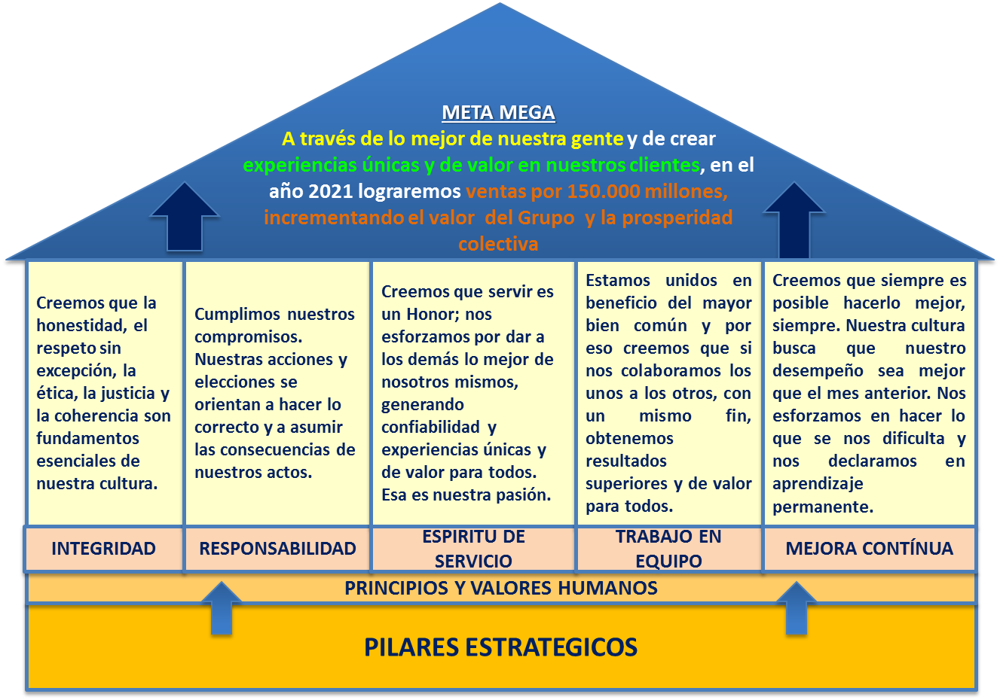 META MEGA
A través de lo mejor de nuestra gente y de crear
experiencias únicas y de valor en nuestros clientes, en el
año 2021 lograremos ventas por 150.000 millones,
incrementando el valor del Grupo y la prosperidad
colectiva
Creemos que la
honestidad, el
respeto sin
excepción, la
ética, la justicia y
la coherencia son
fundamentos
esenciales de
nuestra cultura.
Cumplimos nuestros
compromisos.
Nuestras acciones y
elecciones se
orientan a hacer lo
correcto y a asumir
las consecuencias de
nuestros actos.
Creemos que servir es
un Honor; nos
esforzamos por dar a
los demás lo mejor de
nosotros mismos,
generando
confiabilidad y
experiencias únicas y
de valor para todos.
Esa es nuestra pasión.
Estamos unidos en
beneficio del mayor
bien común y por
eso creemos que si
nos colaboramos los
unos a los otros, con
un mismo fin,
obtenemos
resultados
superiores y de valor
para todos.
Creemos que siempre es
posible hacerlo mejor,
siempre. Nuestra cultura
busca que nuestro
desempeño sea mejor
que el mes anterior. Nos
esforzamos en hacer lo
que se nos dificulta y
nos declaramos en
aprendizaje
permanente.
INTEGRIDAD
RESPONSABILIDAD
ESPIRITU DE
SERVICIO
TRABAJO EN
EQUIPO
MEJORA CONTÍNUA
PRINCIPIOS Y VALORES HUMANOS
PILARES ESTRATEGICOS